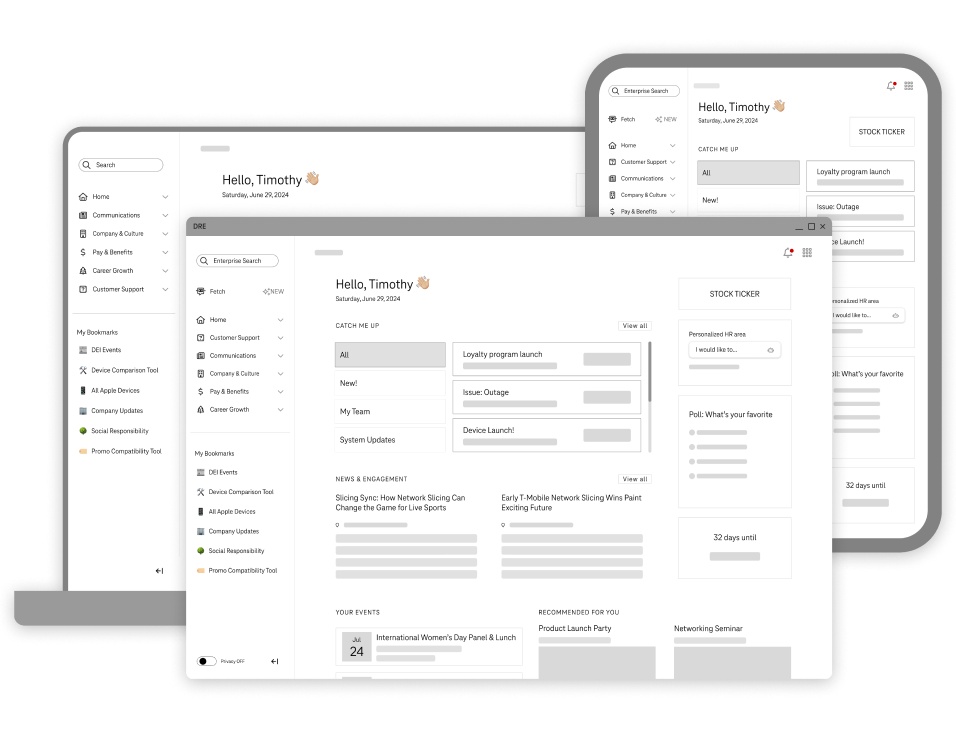 Search
Home
Communications
Company & Culture
Pay & Benefits
Career Growth
Customer Support
My Bookmarks
DEI Events
Device Comparison Tool
All Apple Devices
Company Updates
Social Responsibility
Promo Compatibility Tool
Hello, Timothy 👋🏼
Saturday, June 29, 2024
Enterprise Search
Fetch
NEW
Home
Customer Support
Communications
Company & Culture
Pay & Benefits
Hello, Timothy 👋🏼
Saturday, June 29, 2024
STOCK TICKER
CATCH ME UP
All
New!
Loyalty program launch
Issue: Outage
ce Launch!
ersonalized HR area
I would like to...
oll: What's your favorite
32 days until
DRE
Enterprise Search
Fetch
NEW
Home
Customer Support
Communications
Company & Culture
Pay & Benefits
Career Growth
My Bookmarks
DEI Events
Device Comparison Tool
All Apple Devices
Company Updates
Social Responsibility
Promo Compatibility Tool
Privacy OFF
Hello, Timothy 👋🏼
Saturday, June 29, 2024
CATCH ME UP
View all
All
New!
My Team
System Updates
Loyalty program launch
Issue: Outage
Device Launch!
NEWS & ENGAGEMENT
View all
Slicing Sync: How Network Slicing Can
Change the Game for Live Sports
Early T-Mobile Network Slicing Wins Paint
Exciting Future
YOUR EVENTS
Jul
24
International Women's Day Panel & Lunch
RECOMMENDED FOR YOU
Product Launch Party
Networking Seminar
STOCK TICKER
Personalized HR area
I would like to...
Poll: What's your favorite
32 days until